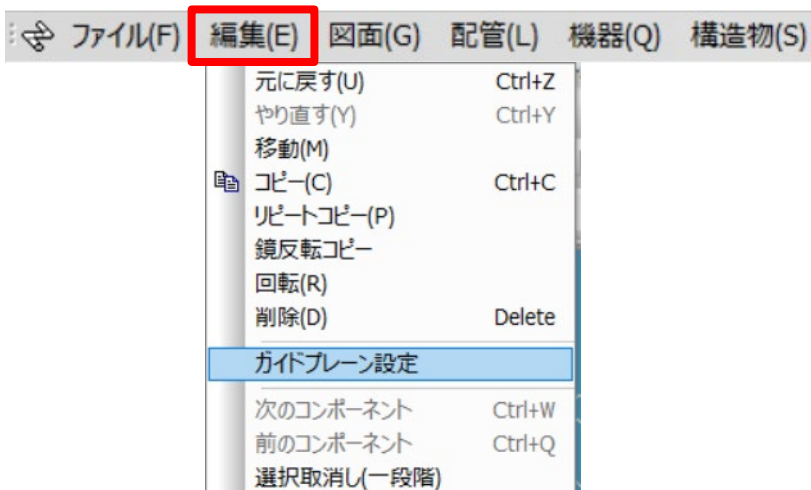 ファイル(F) 編集(E) 図面(G) 配管(L) 機器(Q) 構造物(S)
元に戻す(U) Ctrl+Z
やり直す(Y) Ctrl+Y
移動(M)
コピー(C) Ctrl+C
リピートコピー(P)
鏡反転コピー
回転(R)
削除(D) Delete
ガイドプレーン設定
次のコンポーネント Ctrl+W
前のコンポーネント Ctrl+Q
選択取消し(一段階)